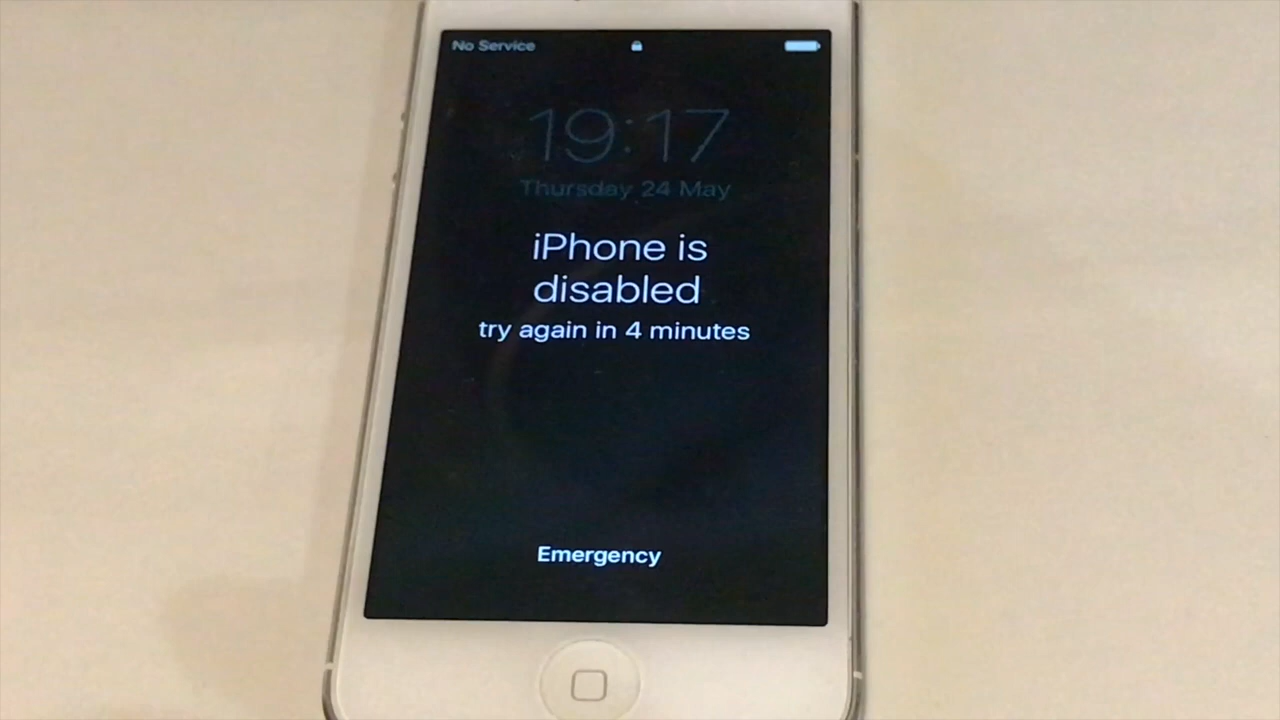 No Service
19:17
Thursday 24 May
iPhone is
disabled
try again in 4 minutes
Emergency